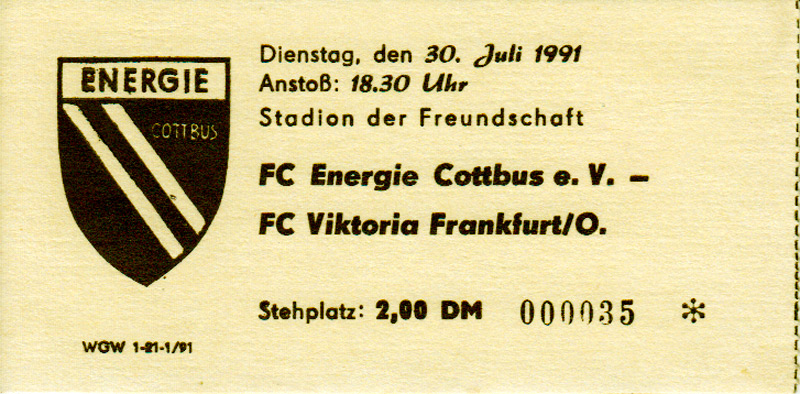 ENERGIE
COTTBUS
Dienstag, den 30. Juli 1991
Anstoß: 18.30 Uhr
Stadion der Freundschaft
FC Energie Cottbus e. V. –
FC Viktoria Frankfurt/O.
Stehplatz: 2,00 DM 000035 *
WGW 1-21-1/91